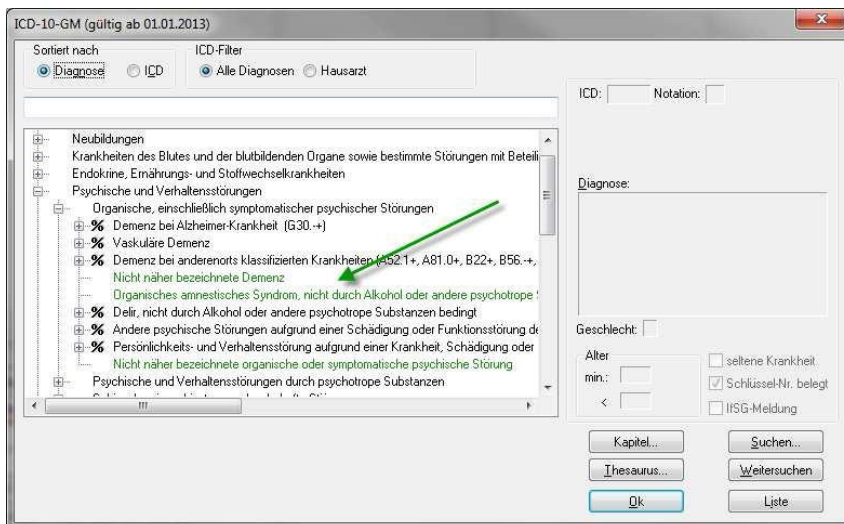 ICD-10-GM (gültig ab 01.01.2013)
Sortiert nach
Diagnose
ICD
ICD-Filter
Alle Diagnosen
Hausarzt
ICD:
Notation:
Neubildungen
Krankheiten des Blutes und der blutbildenden Organe sowie bestimmte Störungen mit Beteili
Endokrine, Ernährungs- und Stoffwechselkrankheiten
Psychische und Verhaltensstörungen
Organische, einschließlich symptomatischer psychischer Störungen
% Demenz bei Alzheimer-Krankheit (G30.-+)
% Vaskuläre Demenz
% Demenz bei anderenorts klassifizierten Krankheiten (A52.1+, A81.0+, B22+, B56.-+,
Nicht näher bezeichnete Demenz
Organisches amnestisches Syndrom, nicht durch Alkohol oder andere psychotrope
% Delir, nicht durch Alkohol oder andere psychotrope Substanzen bedingt
% Andere psychische Störungen aufgrund einer Schädigung oder Funktionsstörung de
% Persönlichkeits- und Verhaltensstörung aufgrund einer Krankheit, Schädigung oder
Nicht näher bezeichnete organische oder symptomatische psychische Störung
Psychische und Verhaltensstörungen durch psychotrope Substanzen
Diagnose:
Geschlecht:
Alter
min.:
<
seltene Krankheit
Schlüssel-Nr. belegt
IfSG-Meldung
Kapitel...
Suchen...
Thesaurus...
Weitersuchen
Ok
Liste